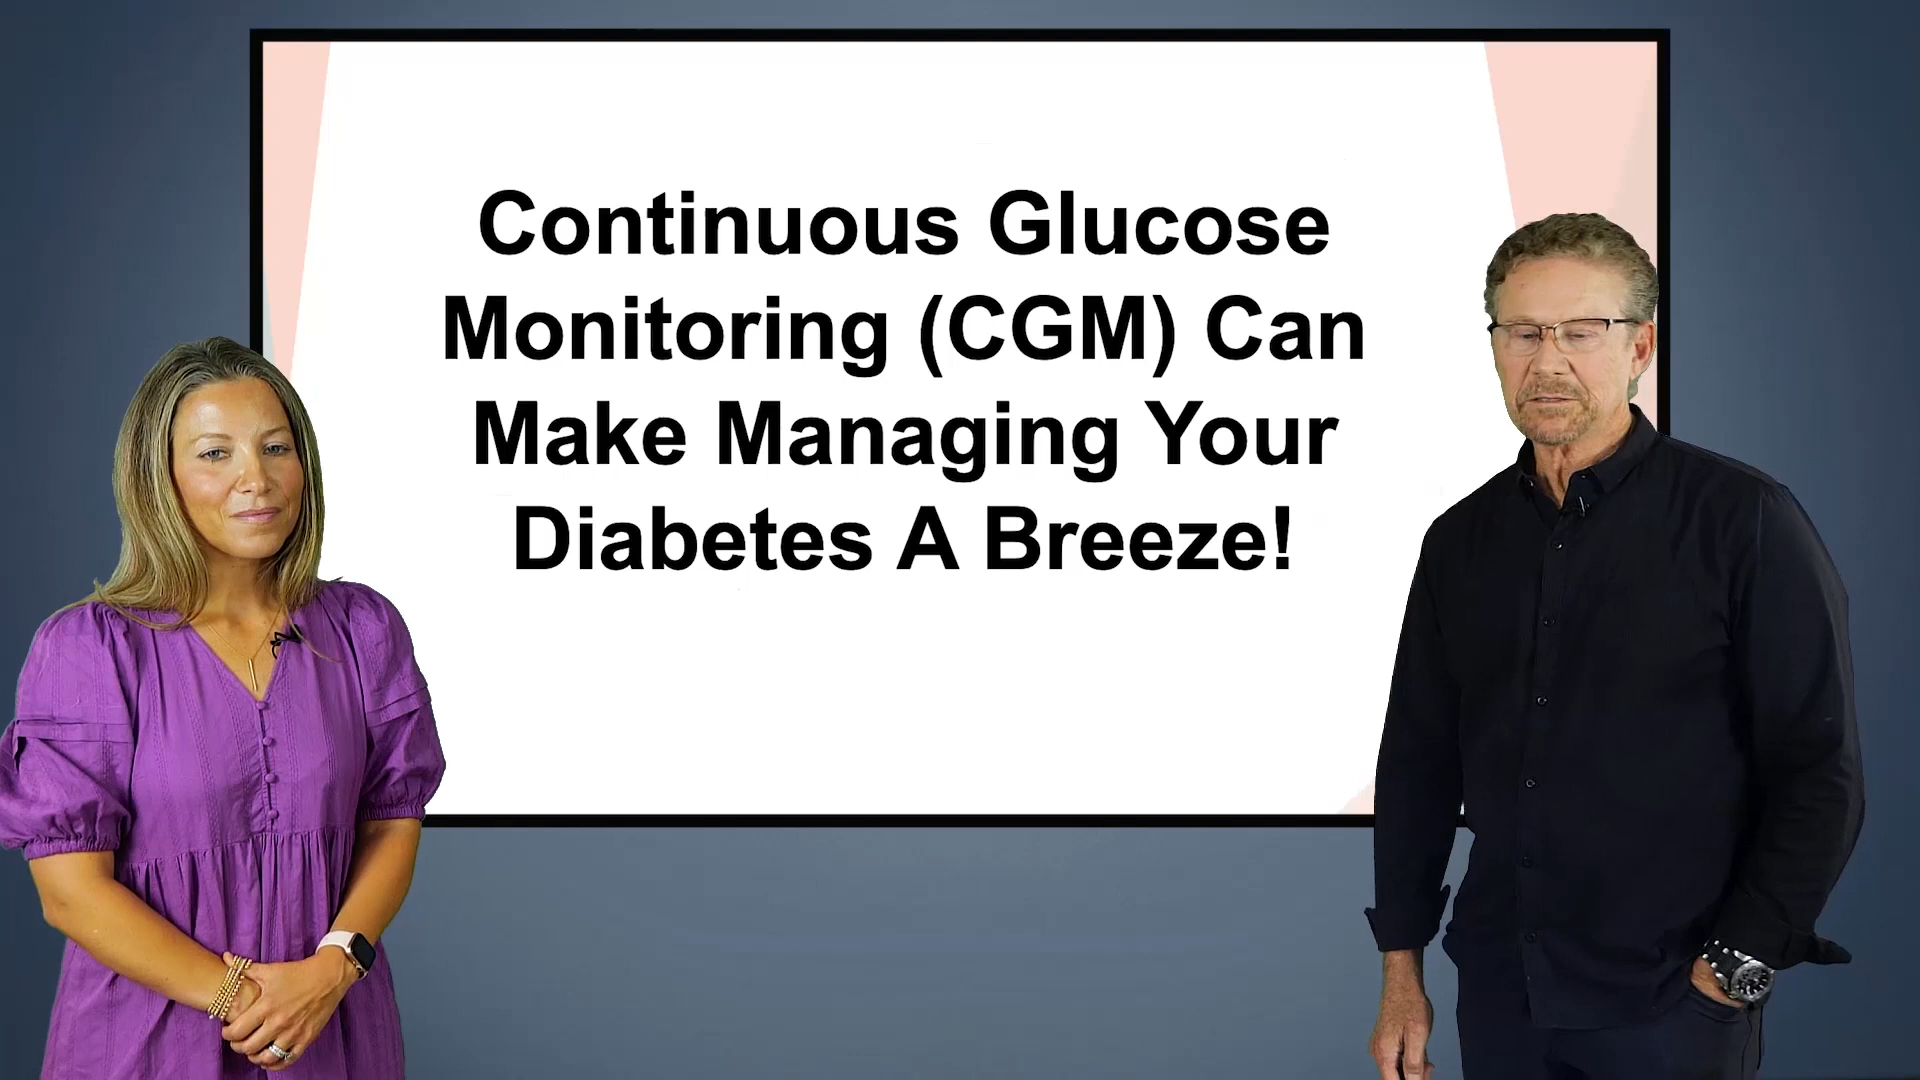 Continuous Glucose
Monitoring (CGM) Can
Make Managing Your
Diabetes A Breeze!